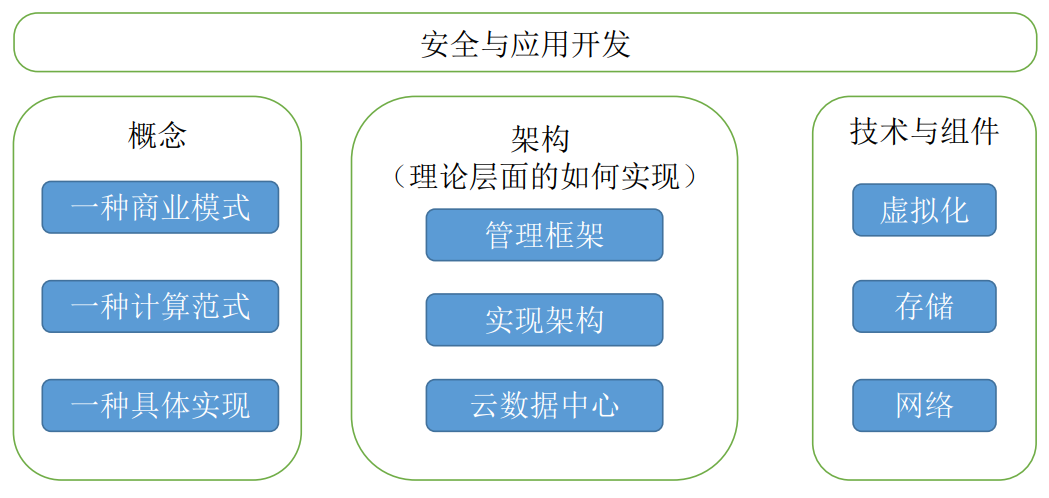 安全与应用开发
概念
一种商业模式
一种计算范式
一种具体实现
架构
（理论层面的如何实现）
管理框架
实现架构
云数据中心
技术与组件
虚拟化
存储
网络